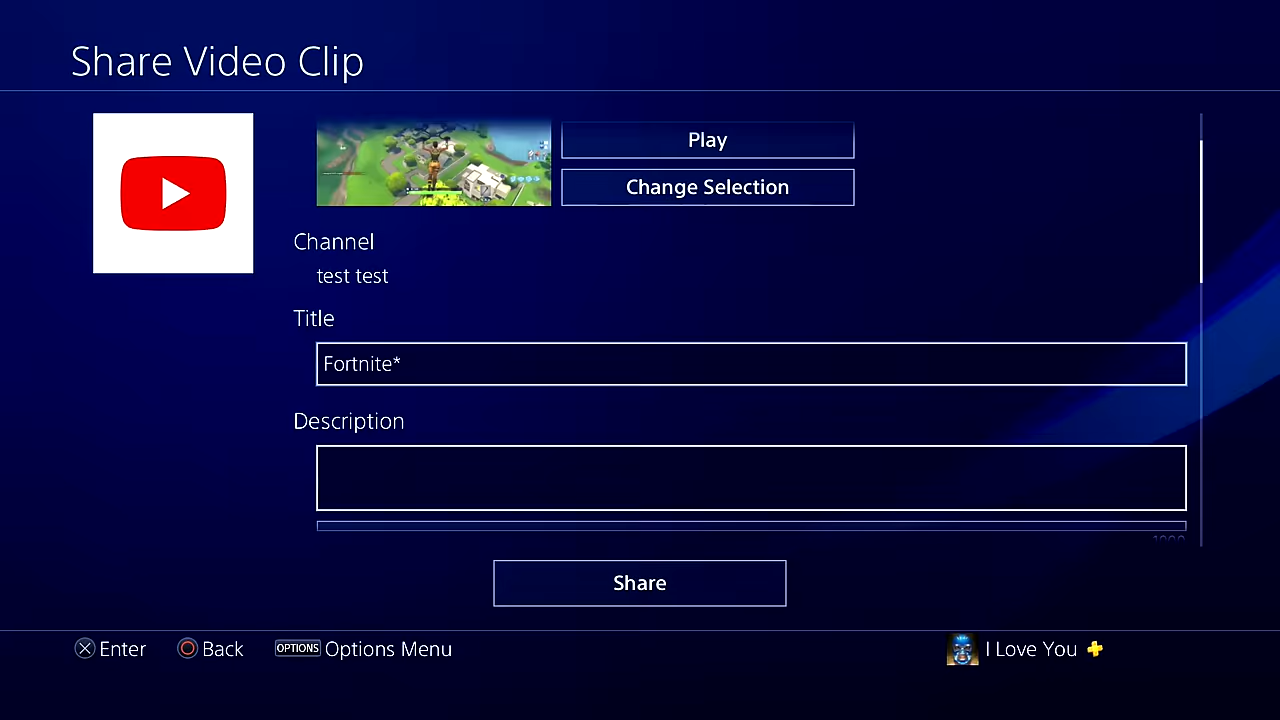 Share Video Clip
Play
Change Selection
Channel
test test
Title
Fortnite*
Description
Share
Enter
Back
OPTIONS Options Menu
I Love You